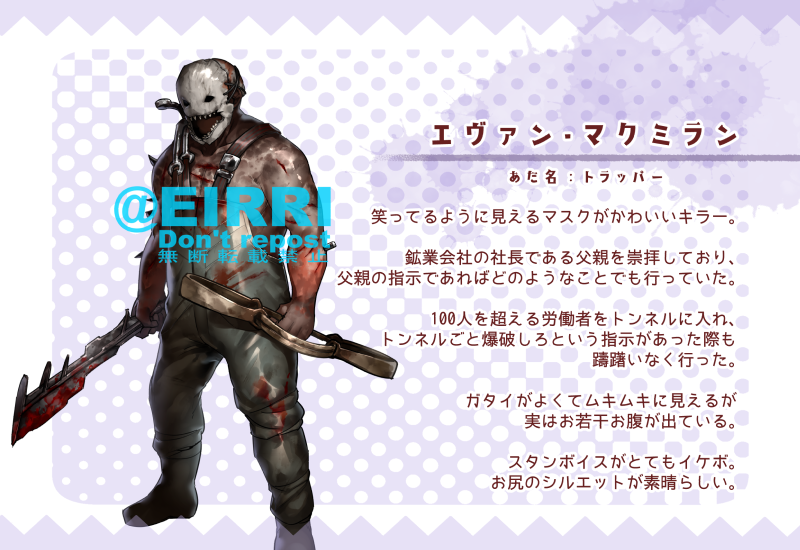 エヴァン・マクミラン
あだ名：トラッパー
笑ってるように見えるマスクがかわいいキラー。
鉱業会社の社長である父親を崇拝しており、
父親の指示であればどのようなことでも行っていた。
100人を超える労働者をトンネルに入れ、
トンネルごと爆破しろという指示があった際も
躊躇いなく行った。
ガタイがよくてムキムキに見えるが
実はお若干お腹が出ている。
スタンボイスがとてもイケボ。
お尻のシルエットが素晴らしい。
@EIRRI
Don't repost
無断転載禁止